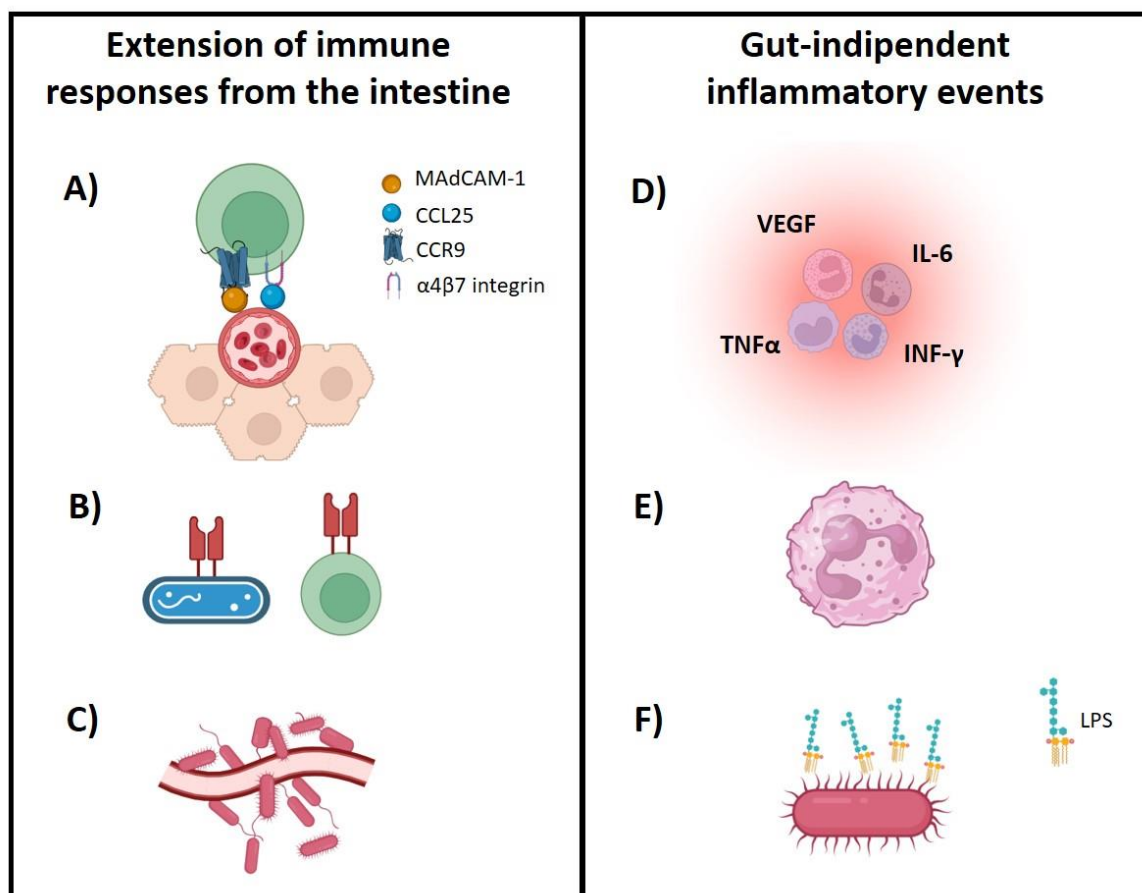 Extension of immune
responses from the intestine
A)
MAdCAM-1
CCL25
CCR9
α4β7 integrin
B)
C)
Gut-indipendent
inflammatory events
D)
VEGF
IL-6
TNFα
INF-γ
E)
F)
LPS